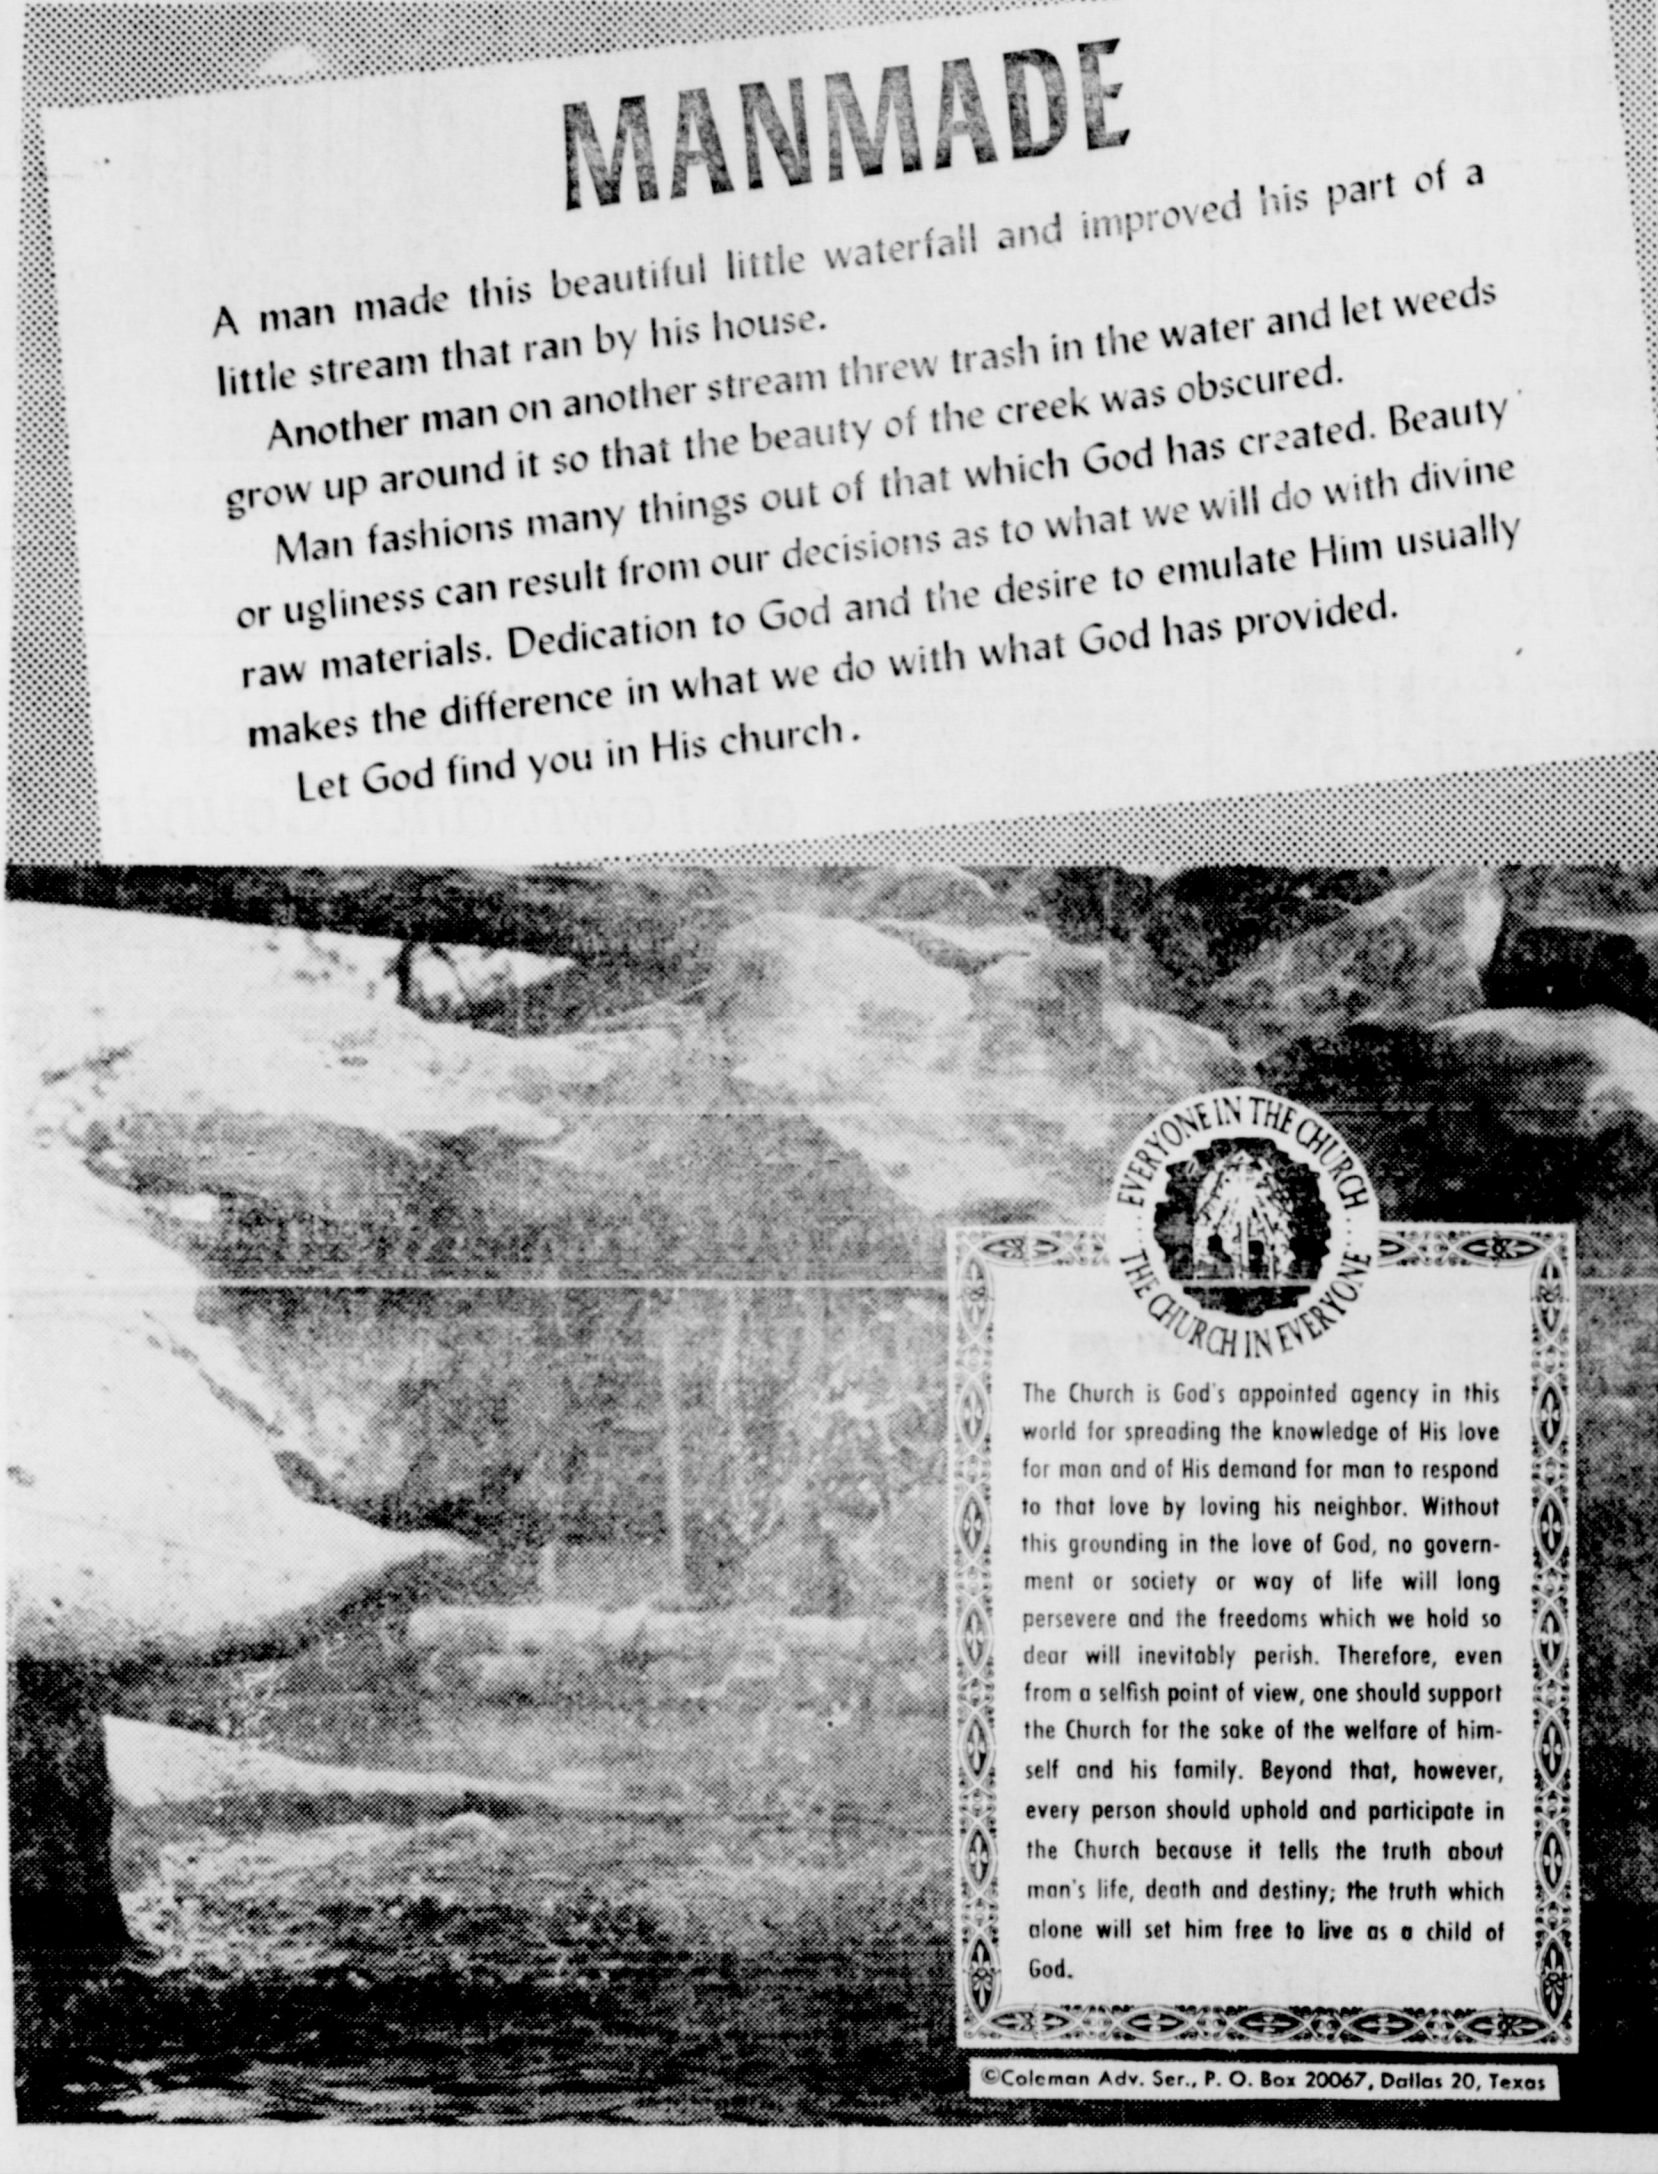 MANMADE
A man made this beautiful little waterfall and improved his part of a
little stream that ran by his house.
Another man on another stream threw trash in the water and let weeds
grow up around it so that the beauty of the creek was obscured.
Man fashions many things out of that which God has created. Beauty
or ugliness can result from our decisions as to what we will do with divine
raw materials. Dedication to God and the desire to emulate Him usually
makes the difference in what we do with what God has provided.
Let God find you in His church.
EVERYONE IN THE CHURCH
THE CHURCH IN EVERYONE
The Church is God's appointed agency in this
world for spreading the knowledge of His love
for man and of His demand for man to respond
to that love by loving his neighbor. Without
this grounding in the love of God, no govern-
ment or society or way of life will long
persevere and the freedoms which we hold so
dear will inevitably perish. Therefore, even
from a selfish point of view, one should support
the Church for the sake of the welfare of him-
self and his family. Beyond that, however,
every person should uphold and participate in
the Church because it tells the truth about
man's life, death and destiny; the truth which
alone will set him free to live as a child of
God.
©Coleman Adv. Ser., P. O. Box 20067, Dallas 20, Texas